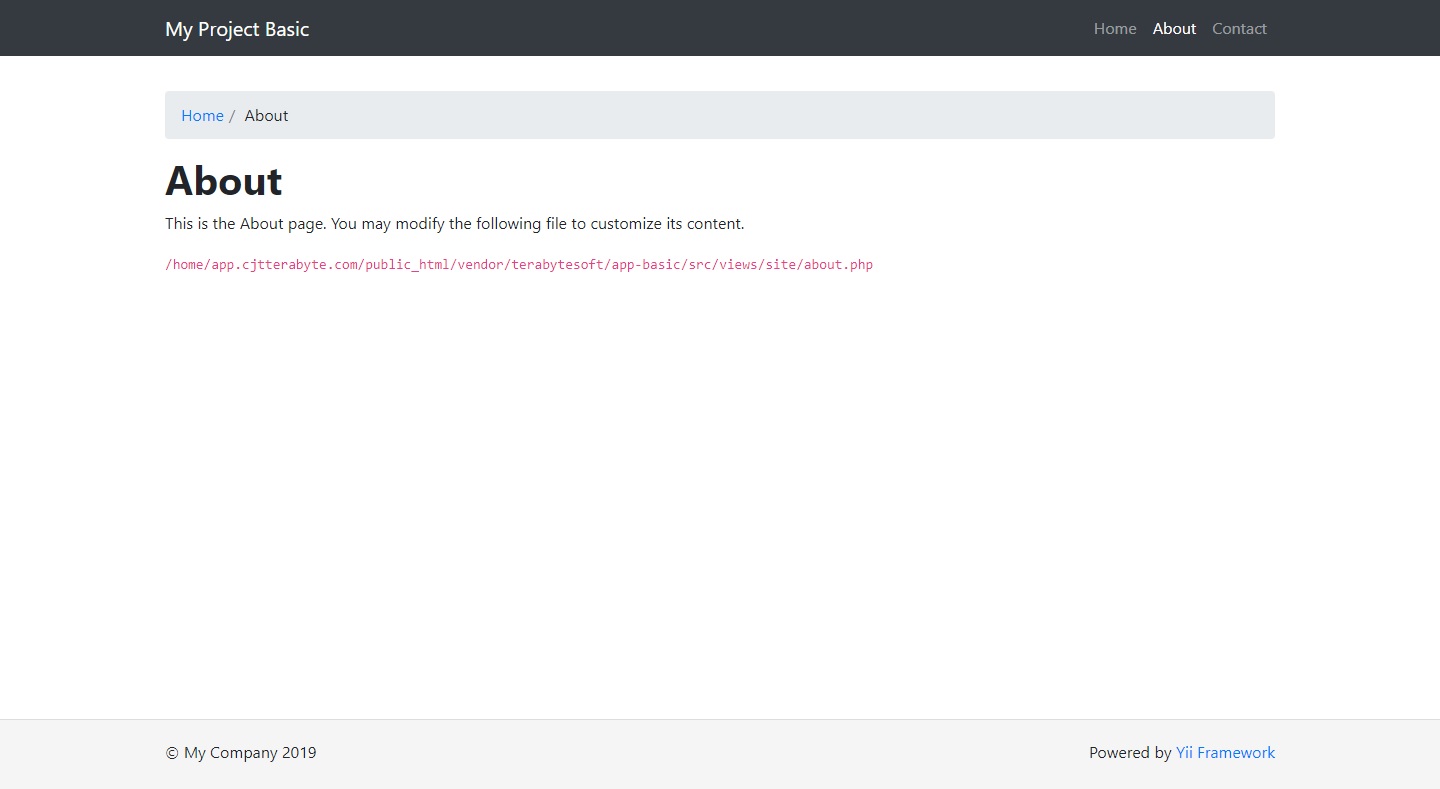 My Project Basic
Home About Contact
Home / About
About
This is the About page. You may modify the following file to customize its content.
/home/app.cjtterabyte.com/public_html/vendor/terabytesoft/app-basic/src/views/site/about.php
© My Company 2019
Powered by Yii Framework